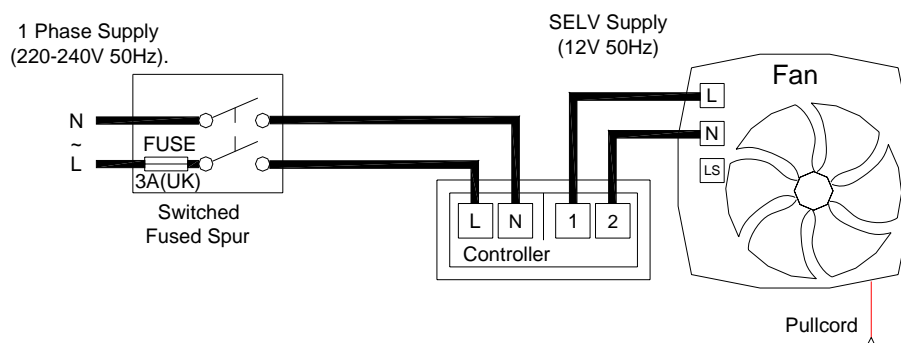 1 Phase Supply
(220-240V 50Hz).
SELV Supply
(12V 50Hz)
Fan
N
~
L
FUSE
3A(UK)
Switched
Fused Spur
L
N
1
2
Controller
L
N
LS
Pullcord